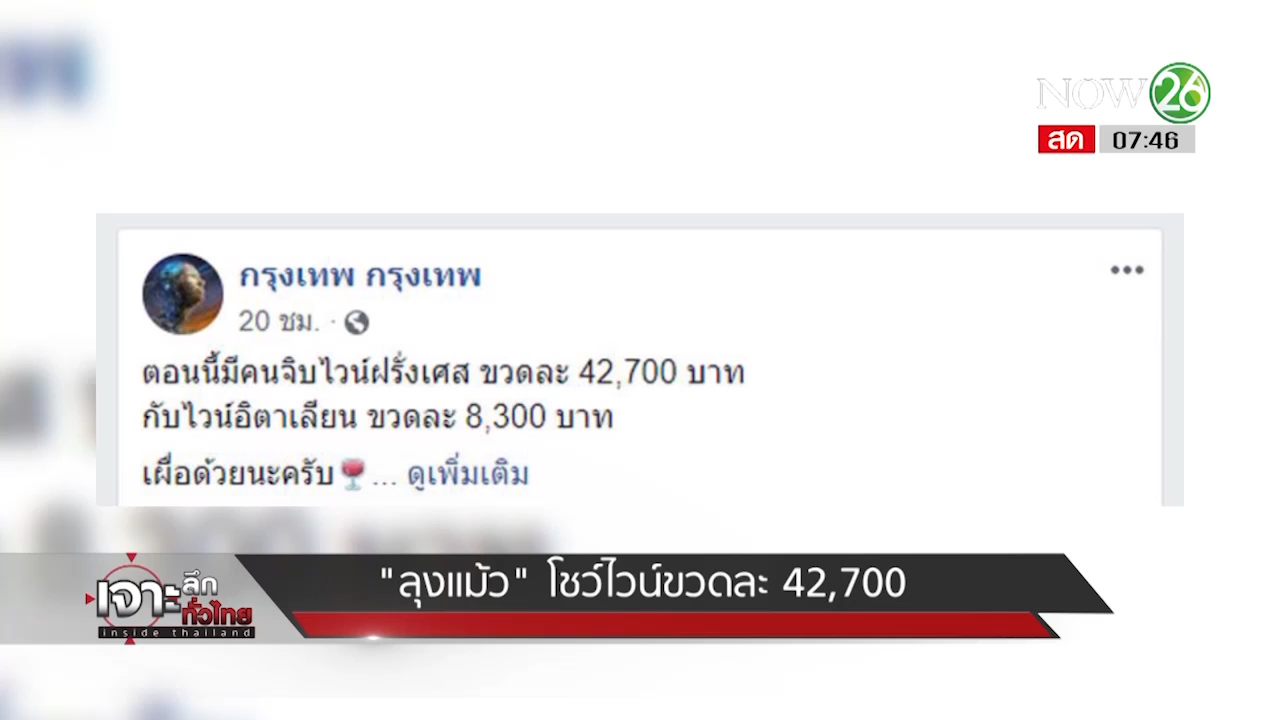 NOW 26
สด 07:46
กรุงเทพ กรุงเทพ
20 ชม. ·
ตอนนี้มีคนจิบไวน์ฝรั่งเศส ขวดละ 42,700 บาท
กับไวน์อิตาเลียน ขวดละ 8,300 บาท
เผื่อด้วยนะครับ🍷... ดูเพิ่มเติม
"ลุงแม้ว" โชว์ไวน์ขวดละ 42,700
เจาะลึก
ทั่วไทย
inside thailand